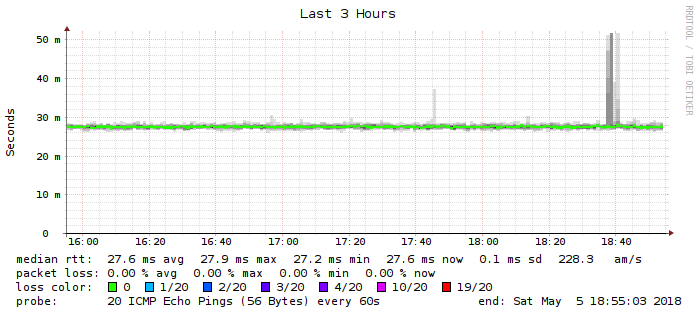 Last 3 Hours
RRDTOOL / TOBI OETIKER
Seconds
50 m
40 m
30 m
20 m
10 m
0
16:00 16:20 16:40 17:00 17:20 17:40 18:00 18:20 18:40
median rtt: 27.6 ms avg 27.9 ms max 27.2 ms min 27.6 ms now 0.1 ms sd 228.3 am/s
packet loss: 0.00 % avg 0.00 % max 0.00 % min 0.00 % now
loss color: 0 1/20 2/20 3/20 4/20 10/20 19/20
probe: 20 ICMP Echo Pings (56 Bytes) every 60s end: Sat May 5 18:55:03 2018